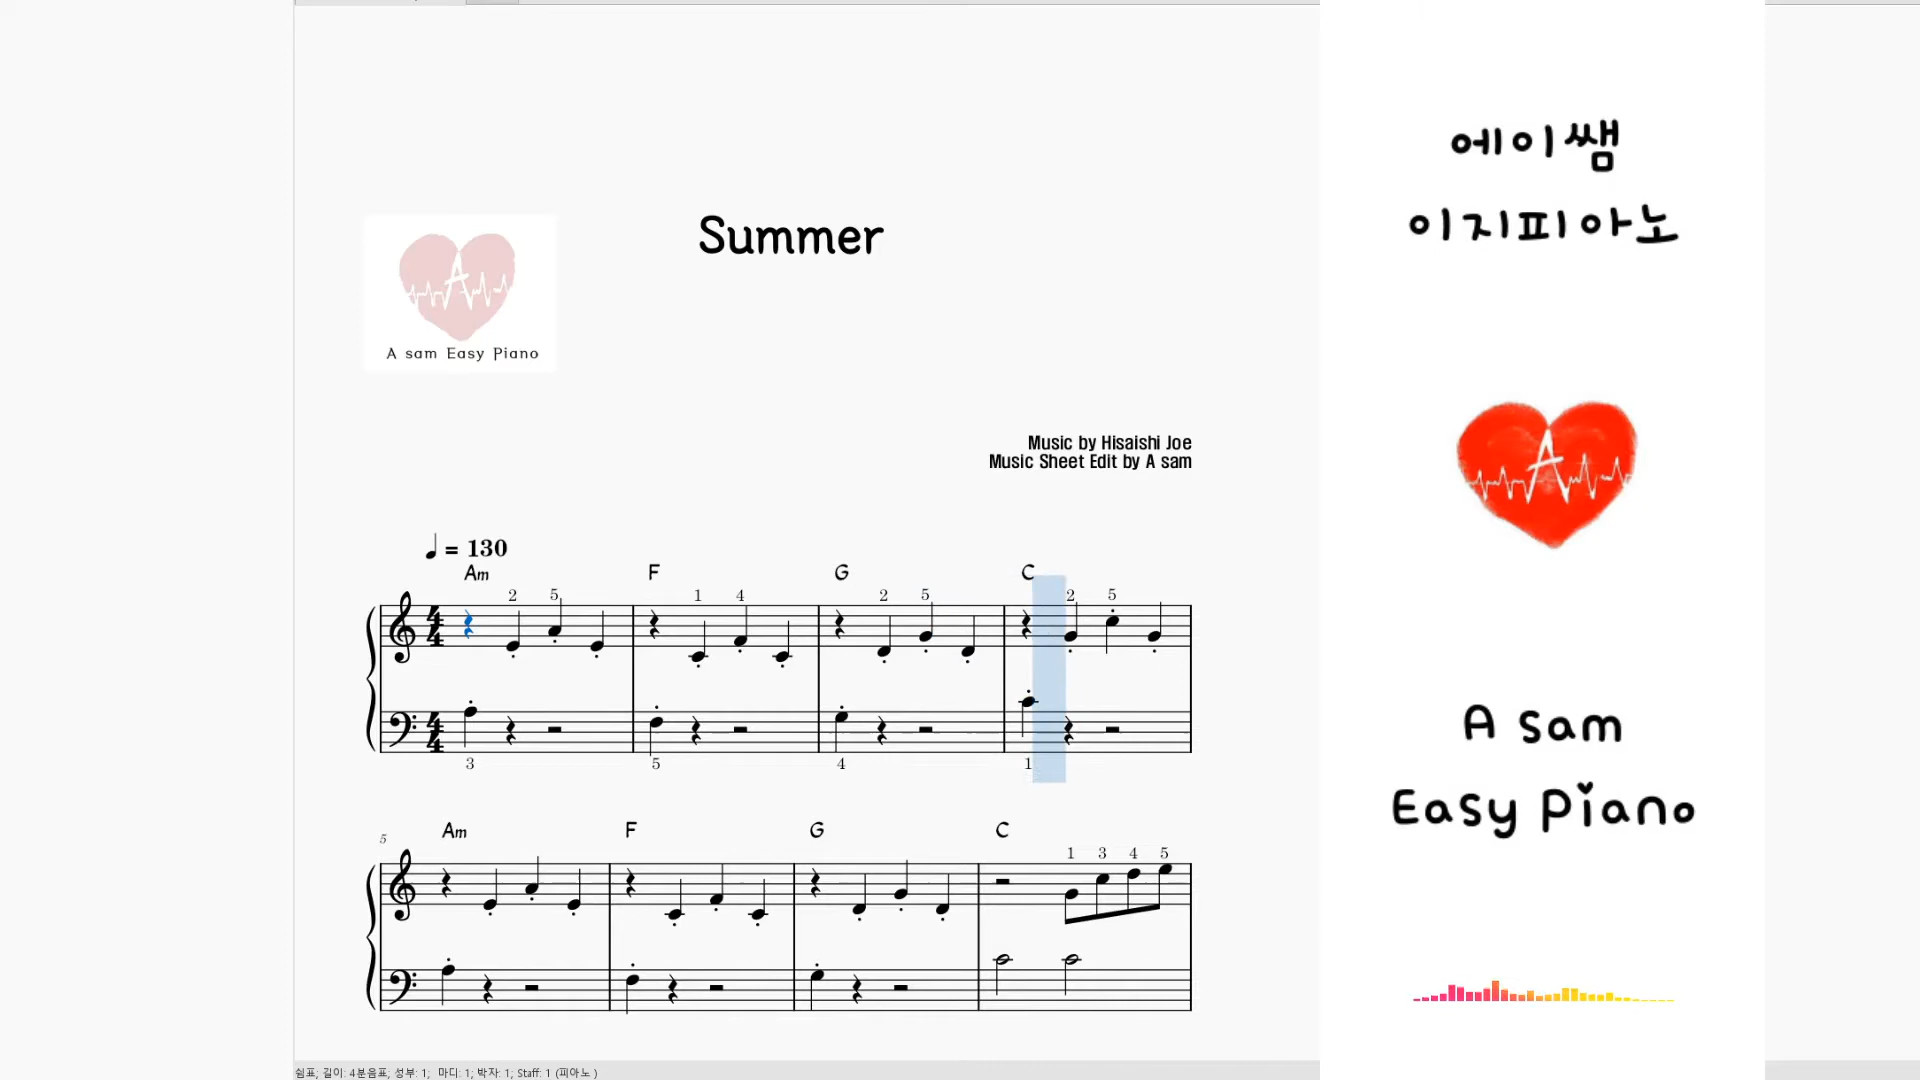 Summer
A sam Easy Piano
Music by Hisaishi Joe
Music Sheet Edit by A sam
= 130
Am F G C
2 5 1 4 2 5 2 5
3 5 4 1
5
Am F G C
1 3 4 5
쉼표; 길이: 4분음표; 성부: 1; 마디: 1; 박자: 1; Staff: 1 (피아노)
에이쌤
이지피아노
A
A sam
Easy Piano